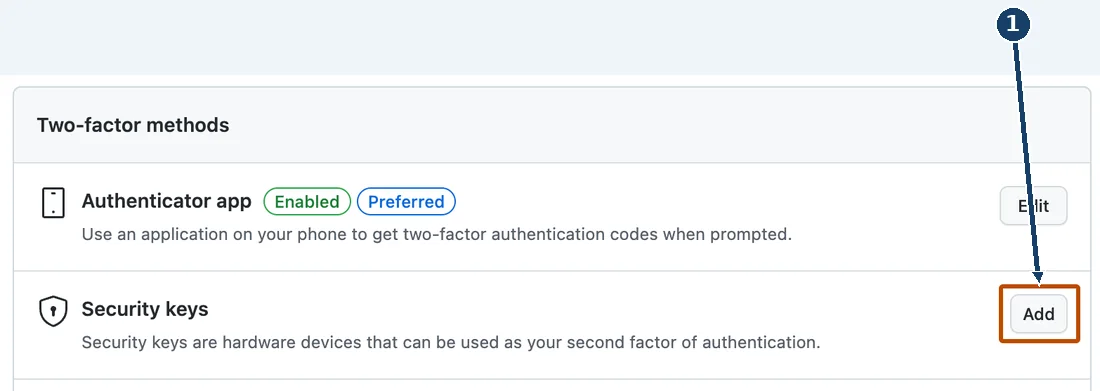 1
Two-factor methods
Authenticator app Enabled Preferred
Edit
Use an application on your phone to get two-factor authentication codes when prompted.
Security keys
Add
Security keys are hardware devices that can be used as your second factor of authentication.